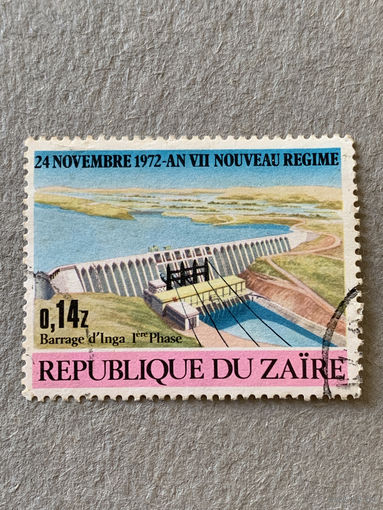 24 NOVEMBRE 1972-AN VII NOUVEAU REGIME
0,14z
Barrage d'Inga 1ère Phase
REPUBLIQUE DU ZAÏRE